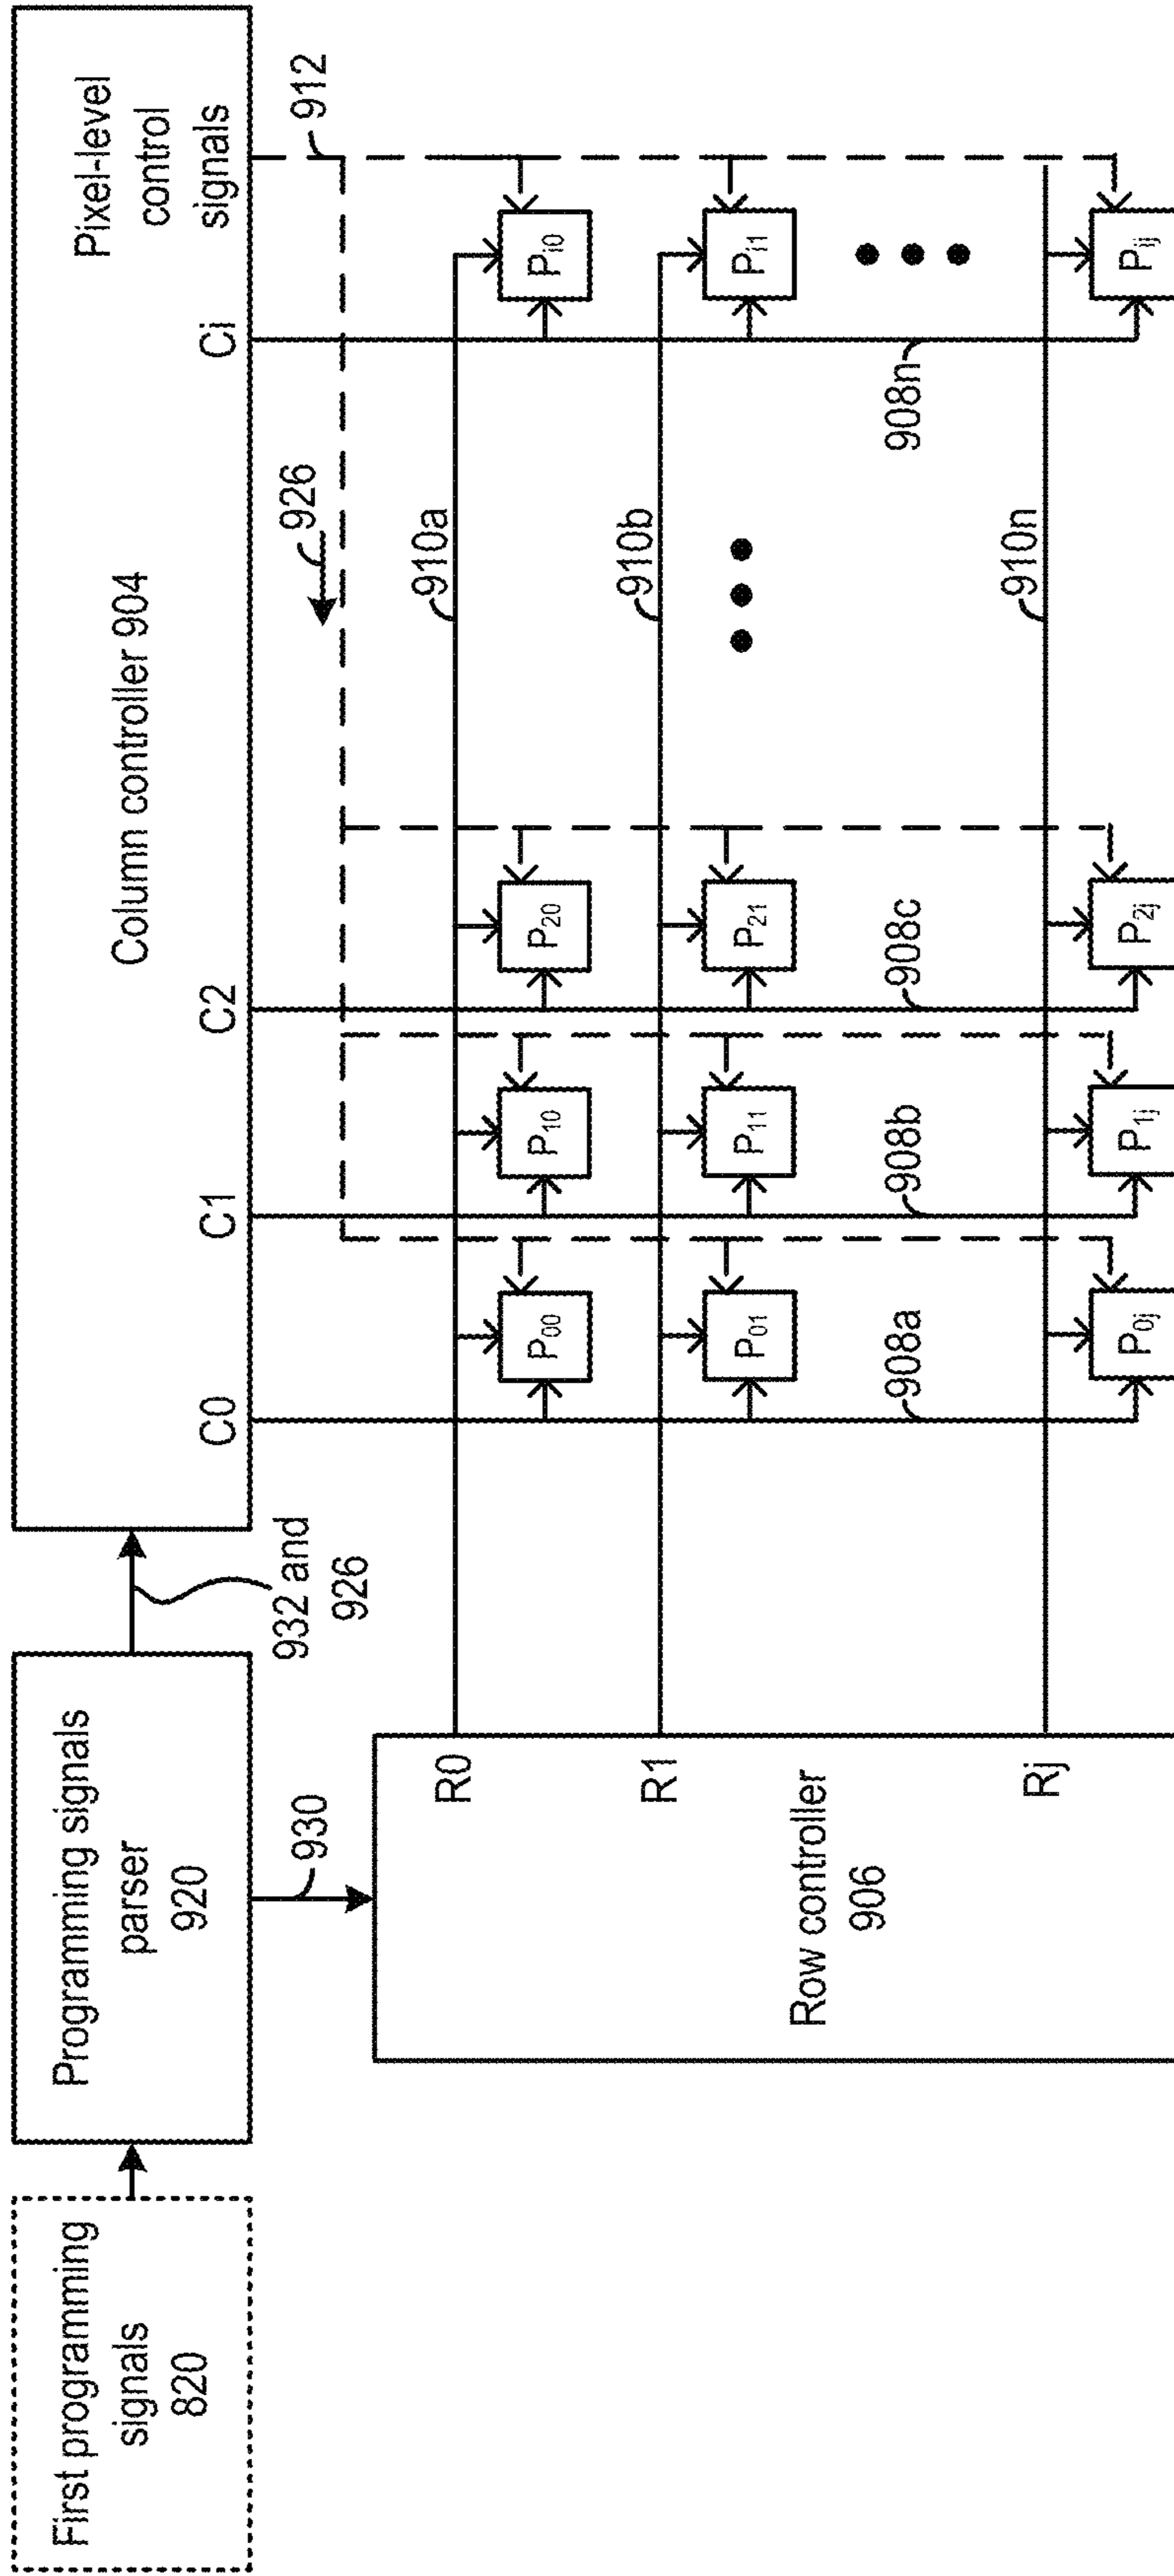 First programming
signals
820
Programming signals
parser
920
932 and
926
930
Column controller 904
C0
C1
C2
Ci
Pixel-level
control
signals
912
926
Row controller
906
R0
910a
P00
P10
P20
Pi0
R1
910b
P01
P11
P21
Pi1
908a
908b
908c
908n
Rj
910n
P0j
P1j
P2j
Pij